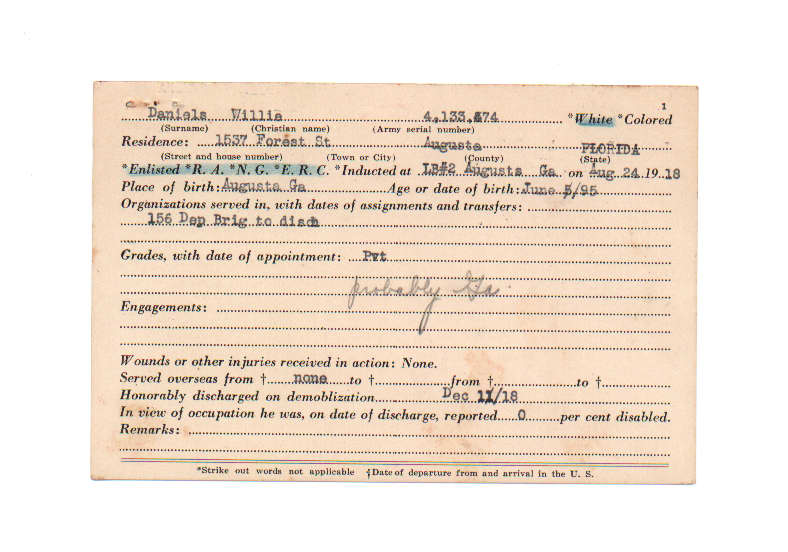 1
Daniels Willie 4,133,474 *White *Colored
(Surname) (Christian name) (Army serial number)
Residence: 1537 Forest St Augusta FLORIDA
(Street and house number) (Town or City) (County) (State)
*Enlisted *R. A. *N. G. *E. R. C. *Inducted at LB#2 Augusta Ga on Aug 24 1918
Place of birth: Augusta Ga Age or date of birth: June 5/95
Organizations served in, with dates of assignments and transfers:
156 Dep Brig to disch
Grades, with date of appointment: Pvt
probably Ga.
Engagements:
Wounds or other injuries received in action: None.
Served overseas from † none to † from † to †
Honorably discharged on demoblization Dec 11/18
In view of occupation he was, on date of discharge, reported 0 per cent disabled.
Remarks:
*Strike out words not applicable †Date of departure from and arrival in the U. S.